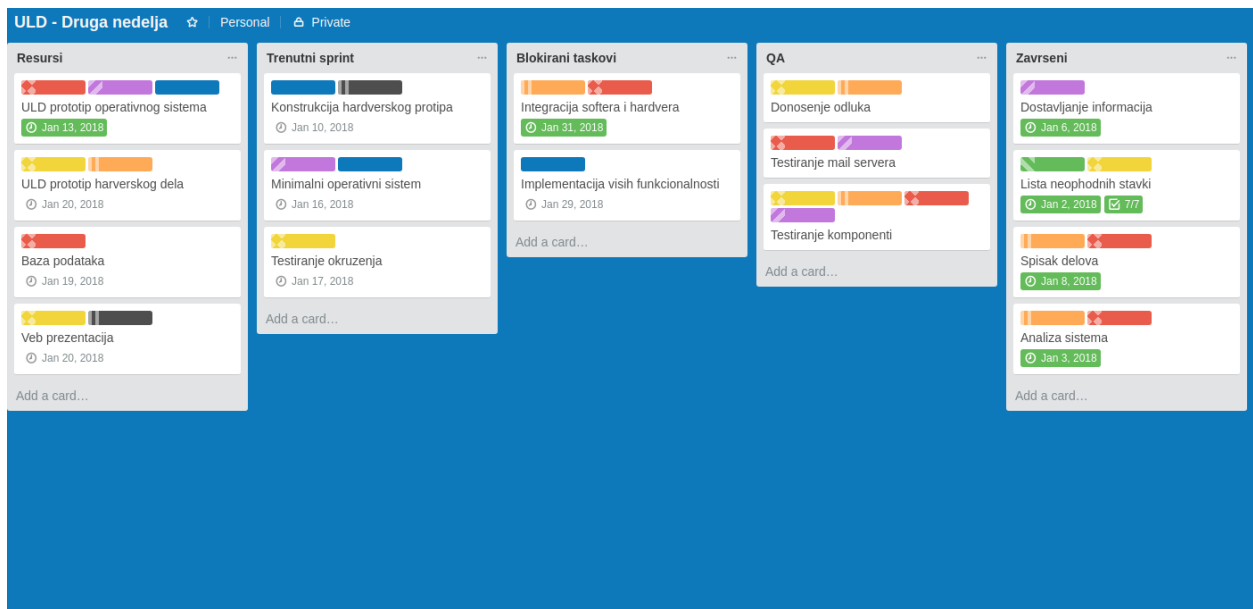 ULD - Druga nedelja
Personal
Private
Resursi
ULD prototip operativnog sistema
Jan 13, 2018
ULD prototip harverskog dela
Jan 20, 2018
Baza podataka
Jan 19, 2018
Veb prezentacija
Jan 20, 2018
Add a card…
Trenutni sprint
Konstrukcija hardverskog protipa
Jan 10, 2018
Minimalni operativni sistem
Jan 16, 2018
Testiranje okruzenja
Jan 17, 2018
Add a card…
Blokirani taskovi
Integracija softera i hardvera
Jan 31, 2018
Implementacija visih funkcionalnosti
Jan 29, 2018
Add a card…
QA
Donosenje odluka
Testiranje mail servera
Testiranje komponenti
Add a card…
Zavrseni
Dostavljanje informacija
Jan 6, 2018
Lista neophodnih stavki
Jan 2, 2018 7/7
Spisak delova
Jan 8, 2018
Analiza sistema
Jan 3, 2018
Add a card…